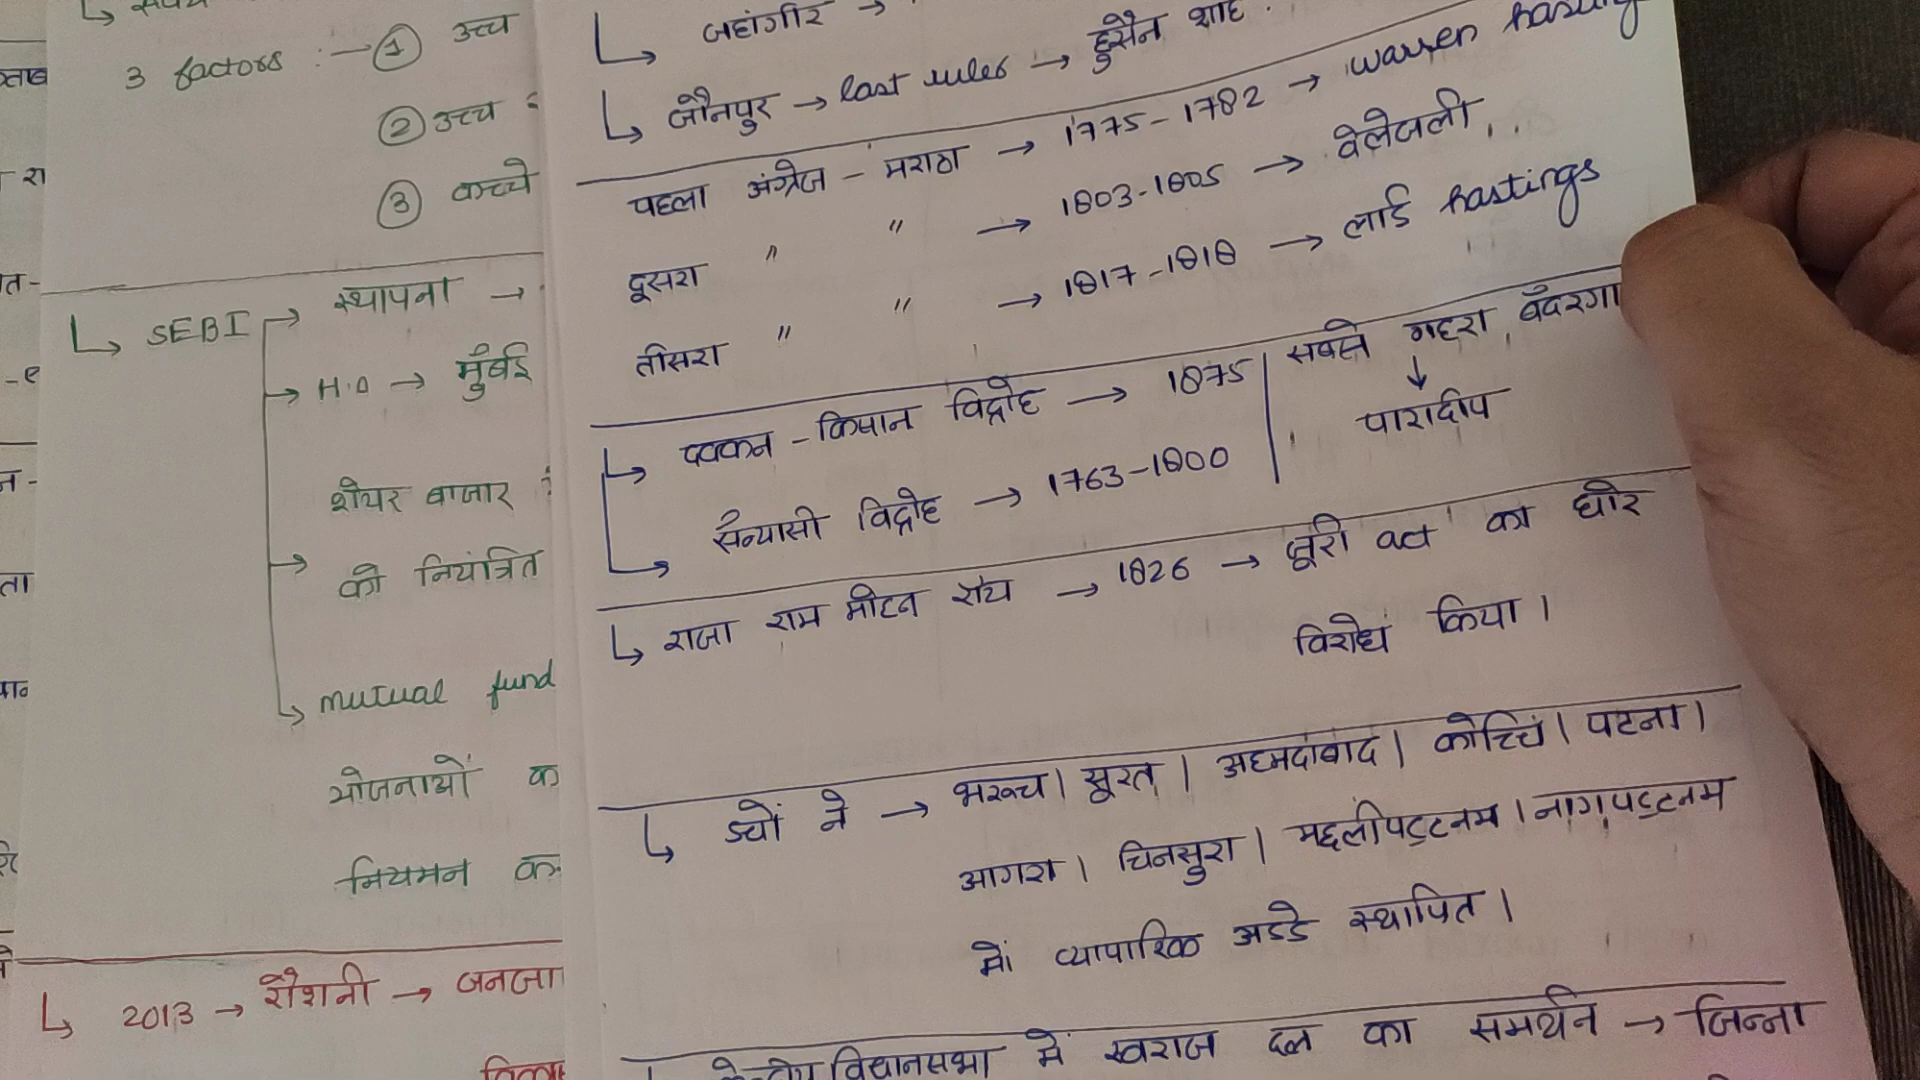 3 factors :- ① उच्च
② उच्च
③ कच्चे
↳ SEBI → स्थापना →
→ H.O → मुंबई
शेयर बाजार
→ को नियंत्रित
↳ mutual fund
योजनाओं क
नियमन क
↳ 2013 → रोशनी → जनजा
↳ जहांगीर →
↳ जौनपुर → last ruler → हुसैन शाह.
पहला अंग्रेज - मराठा → 1775-1782 → warren hasting
दूसरा " " → 1803-1805 → वेलेजली
तीसरा " " → 1817-1818 → लार्ड hastings
↳ दक्कन - किसान विद्रोह → 1875 | सबसे गहरा बंदरगा
↓
पारादीप
↳ सँन्यासी विद्रोह → 1763-1800
↳ राजा राम मोहन रॉय → 1826 → जूरी act का घोर
विरोध किया।
↳ डचों ने → भरूच। सूरत। अहमदाबाद। कोच्चि। पटना।
आगरा। चिनसुरा। मछलीपट्टनम। नागपट्टनम
में व्यापारिक अडडे स्थापित।
विधानसभा में स्वराज दल का समर्थन → जिन्ना